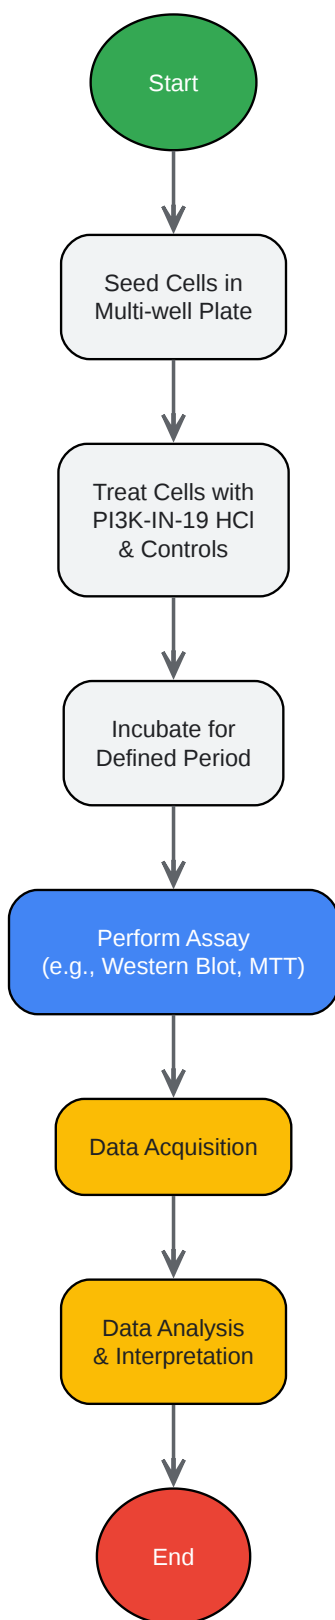 Start
Seed Cells in
Multi-well Plate
Treat Cells with
PI3K-IN-19 HCl
& Controls
Incubate for
Defined Period
Perform Assay
(e.g., Western Blot, MTT)
Data Acquisition
Data Analysis
& Interpretation
End